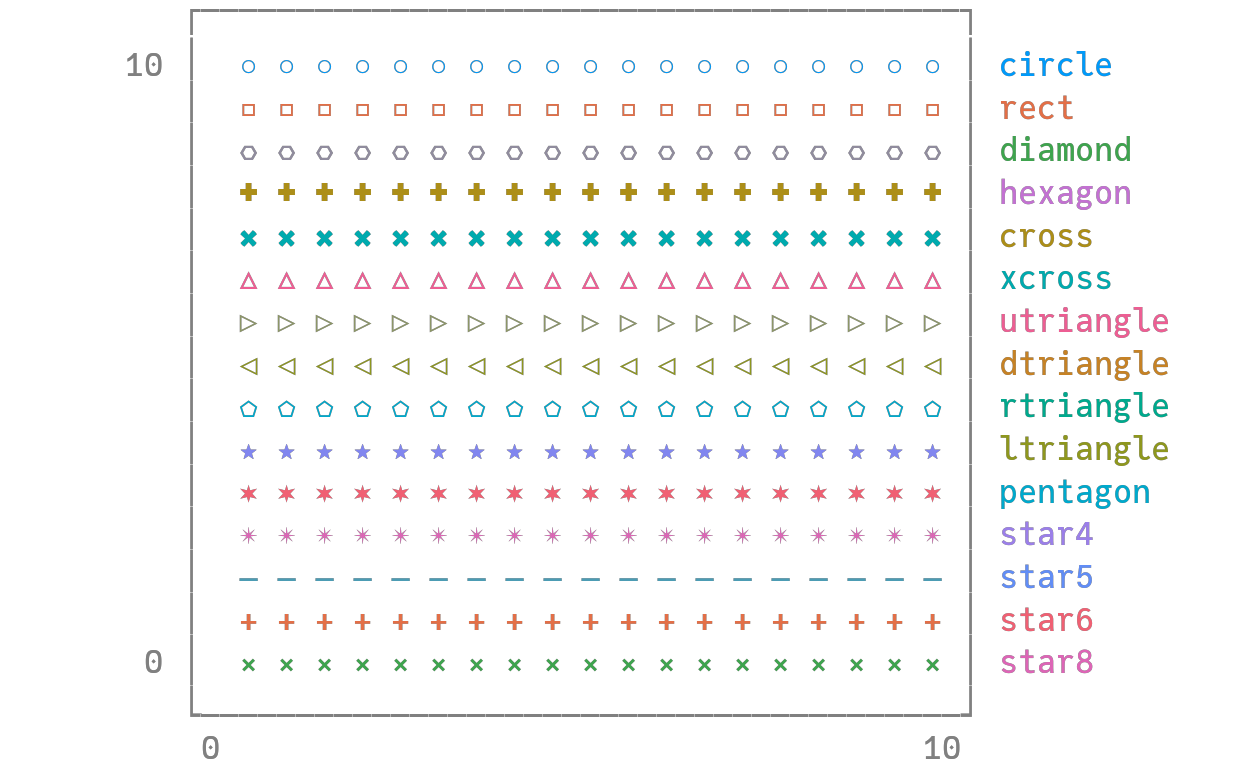 10 circle
rect
diamond
hexagon
cross
xcross
utriangle
dtriangle
rtriangle
ltriangle
pentagon
star4
star5
star6
0 star8
0 10